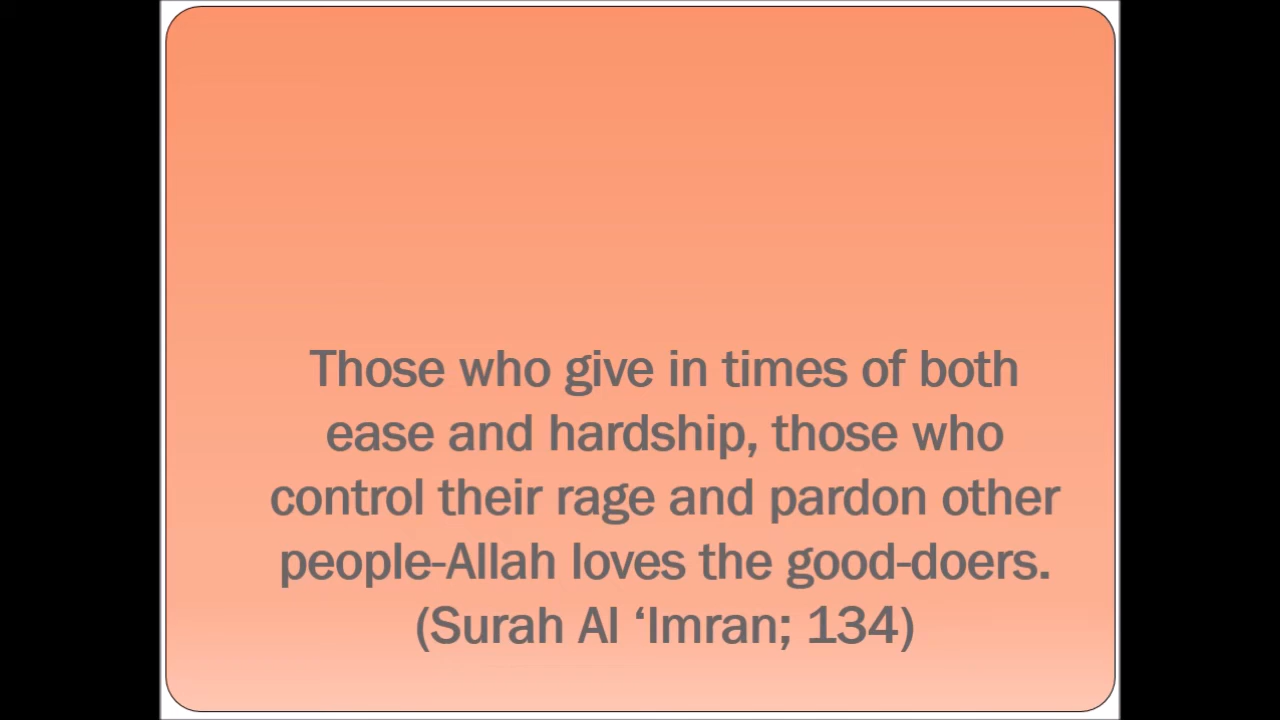 Those who give in times of both
ease and hardship, those who
control their rage and pardon other
people-Allah loves the good-doers.
(Surah Al ‘Imran; 134)